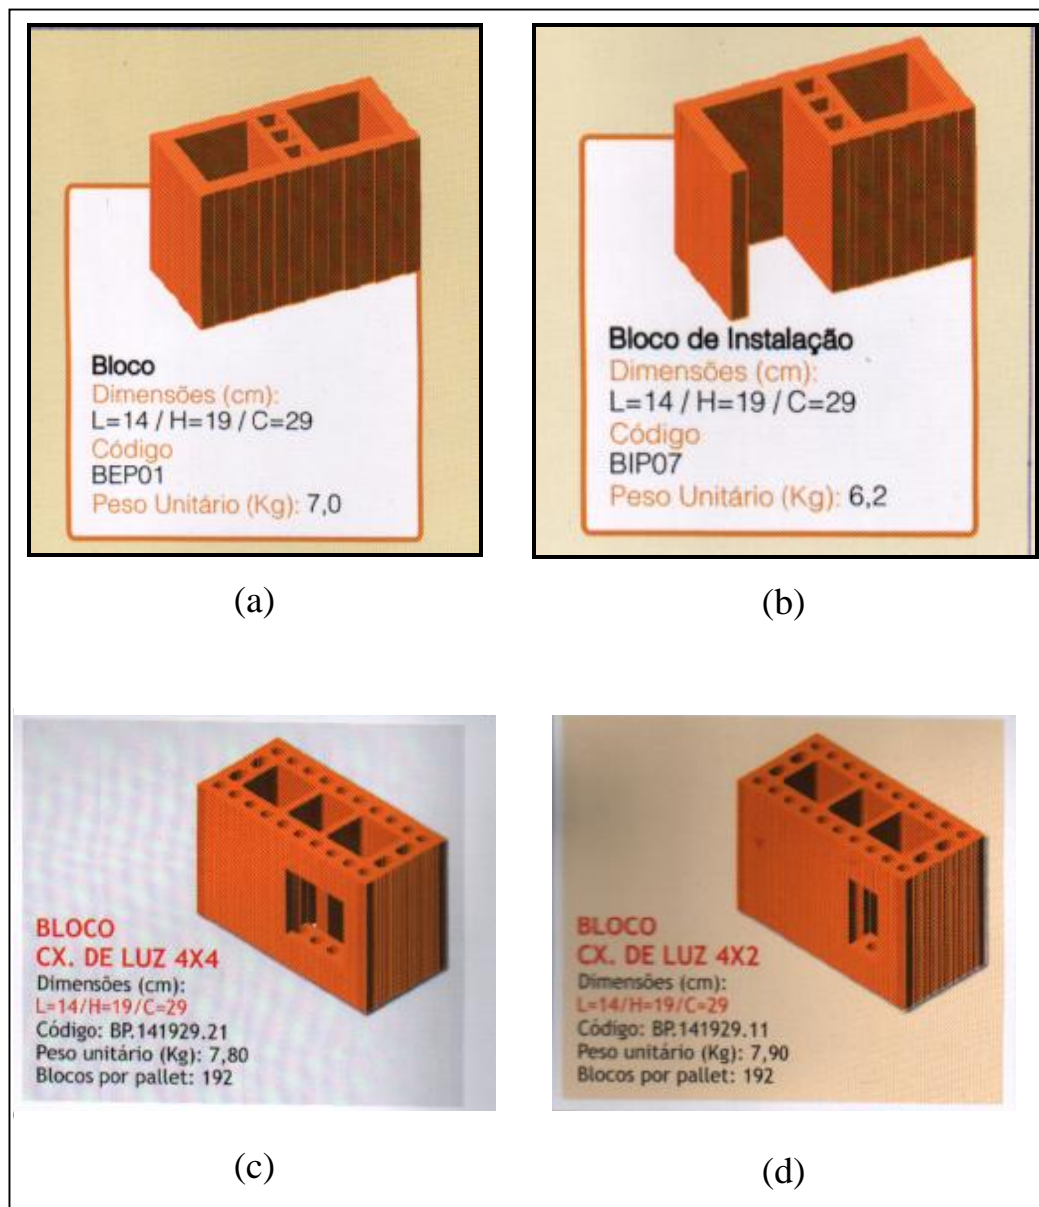 Bloco
Dimensões (cm):
L=14 / H=19 / C=29
Código
BEP01
Peso Unitário (Kg): 7,0
(a)
Bloco de Instalação
Dimensões (cm):
L=14 / H=19 / C=29
Código
BIP07
Peso Unitário (Kg): 6,2
(b)
BLOCO
CX. DE LUZ 4X4
Dimensões (cm):
L=14/H=19/C=29
Código: BP.141929.21
Peso unitário (Kg): 7,80
Blocos por pallet: 192
(c)
BLOCO
CX. DE LUZ 4X2
Dimensões (cm):
L=14/H=19/C=29
Código: BP.141929.11
Peso unitário (Kg): 7,90
Blocos por pallet: 192
(d)